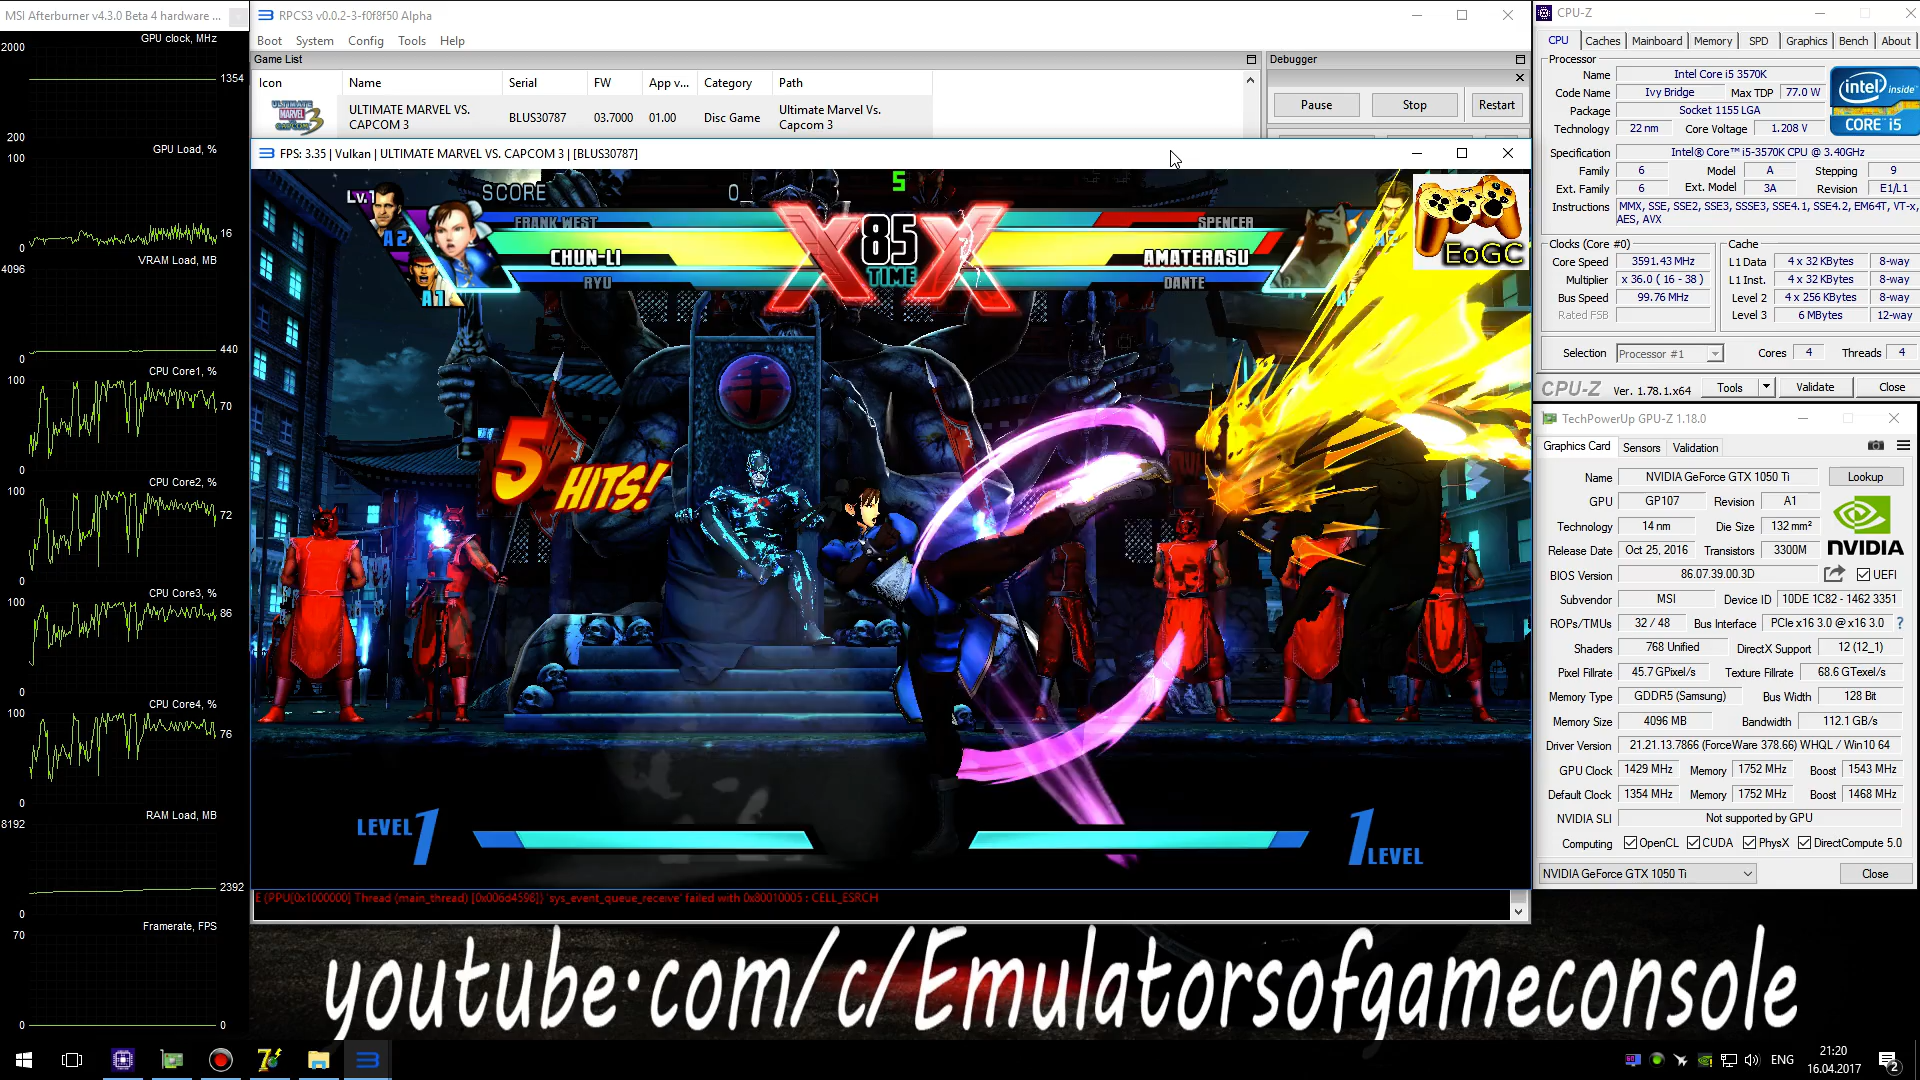 MSI Afterburner v4.3.0 Beta 4 hardware ...
GPU clock, MHz
2000
1354
200
GPU Load, %
100
16
0
VRAM Load, MB
4096
440
0
CPU Core1, %
100
70
0
CPU Core2, %
100
72
0
CPU Core3, %
100
86
0
CPU Core4, %
100
76
0
RAM Load, MB
8192
2392
0
Framerate, FPS
70
0
0
RPCS3 v0.0.2-3-f0f8f50 Alpha
Boot System Config Tools Help
Game List
Icon Name Serial FW App v... Category Path
ULTIMATE MARVEL VS. CAPCOM 3
ULTIMATE MARVEL VS.
CAPCOM 3
BLUS30787
03.7000
01.00
Disc Game
Ultimate Marvel Vs.
Capcom 3
Debugger
Pause Stop Restart
FPS: 3.35 | Vulkan | ULTIMATE MARVEL VS. CAPCOM 3 | [BLUS30787]
Lv.1
SCORE 0
5
FRANK WEST
SPENCER
A2
CHUN-LI
85
AMATERASU
RYU
TIME
DANTE
A1
EoGC
5 HITS!
LEVEL 1
1 LEVEL
E {PPU[0x1000000] Thread (main_thread) [0x006d4598]} 'sys_event_queue_receive' failed with 0x80010005 : CELL_ESRCH
youtube.com/c/Emulatorsofgameconsole
CPU-Z
CPU Caches Mainboard Memory SPD Graphics Bench About
Processor
Name Intel Core i5 3570K
Code Name Ivy Bridge Max TDP 77.0 W
Package Socket 1155 LGA
Technology 22 nm Core Voltage 1.208 V
intel inside
CORE i5
Specification Intel® Core™ i5-3570K CPU @ 3.40GHz
Family 6 Model A Stepping 9
Ext. Family 6 Ext. Model 3A Revision E1/L1
Instructions MMX, SSE, SSE2, SSE3, SSSE3, SSE4.1, SSE4.2, EM64T, VT-x,
AES, AVX
Clocks (Core #0)
Core Speed 3591.43 MHz
Multiplier x 36.0 ( 16 - 38 )
Bus Speed 99.76 MHz
Rated FSB
Cache
L1 Data 4 x 32 KBytes 8-way
L1 Inst. 4 x 32 KBytes 8-way
Level 2 4 x 256 KBytes 8-way
Level 3 6 MBytes 12-way
Selection Processor #1 Cores 4 Threads 4
CPU-Z Ver. 1.78.1.x64 Tools Validate Close
TechPowerUp GPU-Z 1.18.0
Graphics Card Sensors Validation
Name NVIDIA GeForce GTX 1050 Ti Lookup
GPU GP107 Revision A1
Technology 14 nm Die Size 132 mm²
Release Date Oct 25, 2016 Transistors 3300M
NVIDIA
BIOS Version 86.07.39.00.3D UEFI
Subvendor MSI Device ID 10DE 1C82 - 1462 3351
ROPs/TMUs 32 / 48 Bus Interface PCIe x16 3.0 @ x16 3.0 ?
Shaders 768 Unified DirectX Support 12 (12_1)
Pixel Fillrate 45.7 GPixel/s Texture Fillrate 68.6 GTexel/s
Memory Type GDDR5 (Samsung) Bus Width 128 Bit
Memory Size 4096 MB Bandwidth 112.1 GB/s
Driver Version 21.21.13.7866 (ForceWare 378.66) WHQL / Win10 64
GPU Clock 1429 MHz Memory 1752 MHz Boost 1543 MHz
Default Clock 1354 MHz Memory 1752 MHz Boost 1468 MHz
NVIDIA SLI Not supported by GPU
Computing OpenCL CUDA PhysX DirectCompute 5.0
NVIDIA GeForce GTX 1050 Ti Close
ENG
21:20
16.04.2017
2